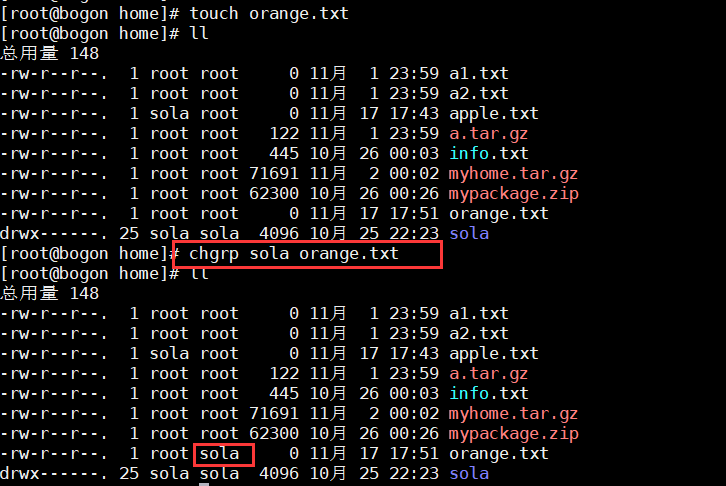 [root@bogon home]# touch orange.txt
[root@bogon home]# ll
总用量 148
-rw-r--r--.  1 root root     0 11月  1 23:59 a1.txt
-rw-r--r--.  1 root root     0 11月  1 23:59 a2.txt
-rw-r--r--.  1 sola root     0 11月 17 17:43 apple.txt
-rw-r--r--.  1 root root   122 11月  1 23:59 a.tar.gz
-rw-r--r--.  1 root root   445 10月 26 00:03 info.txt
-rw-r--r--.  1 root root 71691 11月  2 00:02 myhome.tar.gz
-rw-r--r--.  1 root root 62300 10月 26 00:26 mypackage.zip
-rw-r--r--.  1 root root     0 11月 17 17:51 orange.txt
drwx------. 25 sola sola  4096 10月 25 22:23 sola
[root@bogon home]# chgrp sola orange.txt
[root@bogon home]# ll
总用量 148
-rw-r--r--.  1 root root     0 11月  1 23:59 a1.txt
-rw-r--r--.  1 root root     0 11月  1 23:59 a2.txt
-rw-r--r--.  1 sola root     0 11月 17 17:43 apple.txt
-rw-r--r--.  1 root root   122 11月  1 23:59 a.tar.gz
-rw-r--r--.  1 root root   445 10月 26 00:03 info.txt
-rw-r--r--.  1 root root 71691 11月  2 00:02 myhome.tar.gz
-rw-r--r--.  1 root root 62300 10月 26 00:26 mypackage.zip
-rw-r--r--.  1 root sola     0 11月 17 17:51 orange.txt
drwx------. 25 sola sola  4096 10月 25 22:23 sola